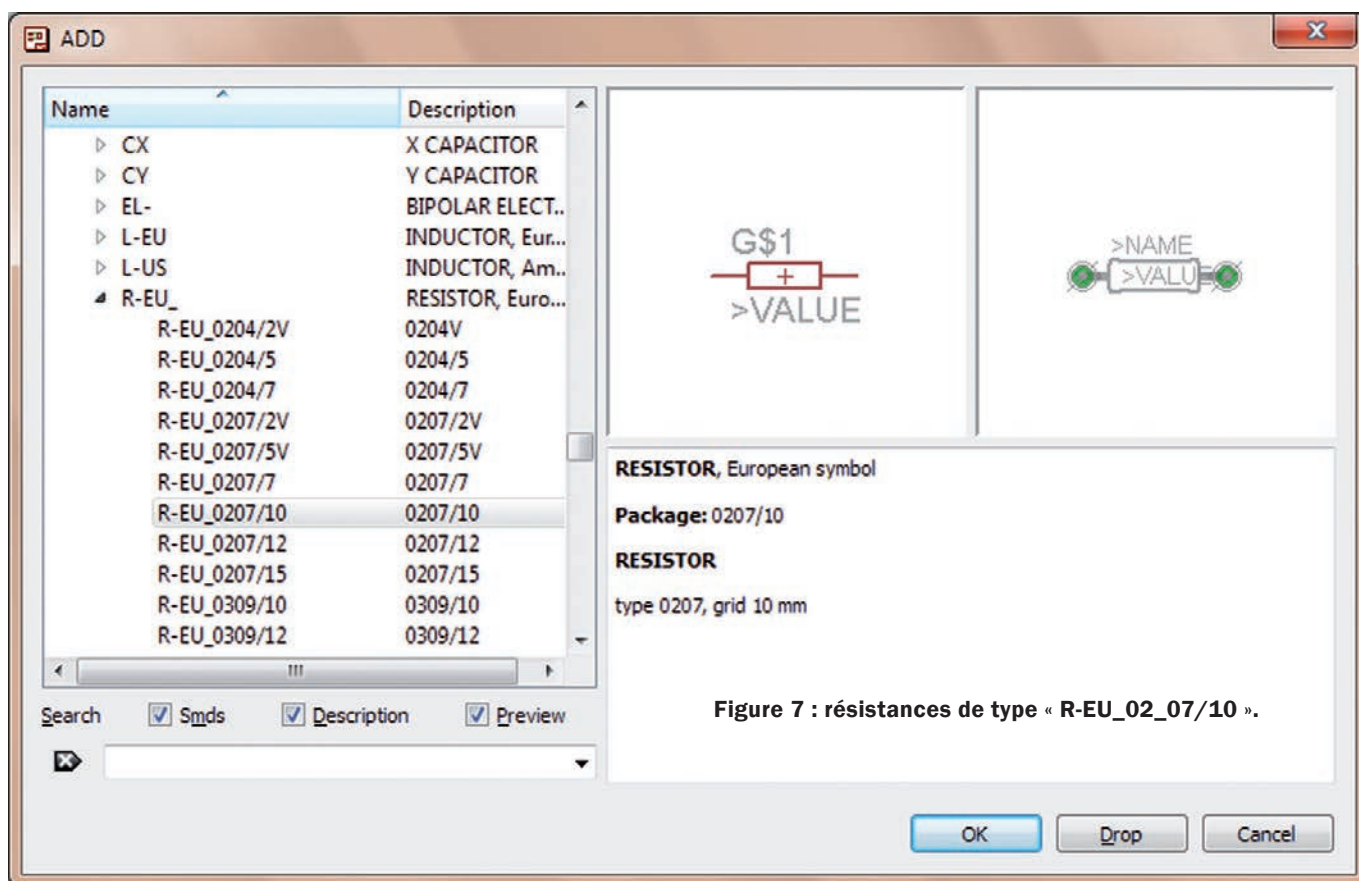 ADD
Name Description
CX X CAPACITOR
CY Y CAPACITOR
EL- BIPOLAR ELECT..
L-EU INDUCTOR, Eur...
L-US INDUCTOR, Am..
R-EU_ RESISTOR, Euro...
R-EU_0204/2V 0204V
R-EU_0204/5 0204/5
R-EU_0204/7 0204/7
R-EU_0207/2V 0207/2V
R-EU_0207/5V 0207/5V
R-EU_0207/7 0207/7
R-EU_0207/10 0207/10
R-EU_0207/12 0207/12
R-EU_0207/15 0207/15
R-EU_0309/10 0309/10
R-EU_0309/12 0309/12
Search Smds Description Preview
G$1
>VALUE
>NAME
>VALUE
RESISTOR, European symbol
Package: 0207/10
RESISTOR
type 0207, grid 10 mm
Figure 7 : résistances de type « R-EU_02_07/10 ».
OK Drop Cancel